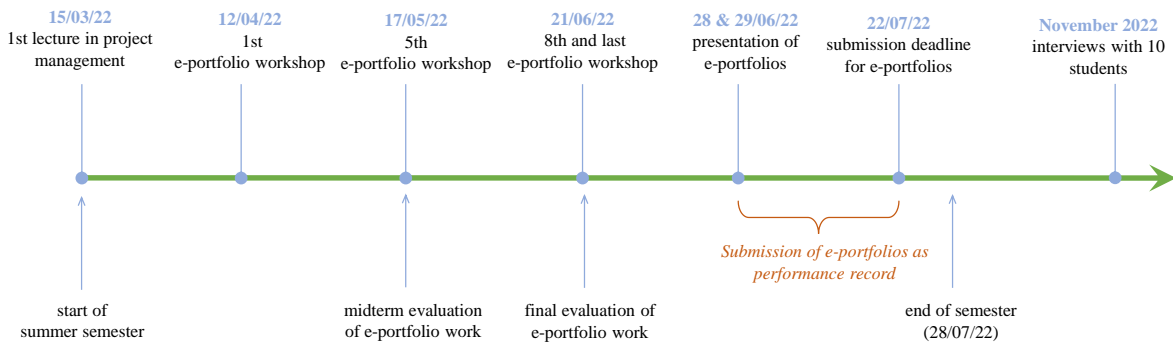 15/03/22
1st lecture in project
management
12/04/22
1st
e-portfolio workshop
17/05/22
5th
e-portfolio workshop
21/06/22
8th and last
e-portfolio workshop
28 & 29/06/22
presentation of
e-portfolios
22/07/22
submission deadline
for e-portfolios
November 2022
interviews with 10
students
Submission of e-portfolios as
performance record
start of
summer semester
midterm evaluation
of e-portfolio work
final evaluation of
e-portfolio work
end of semester
(28/07/22)